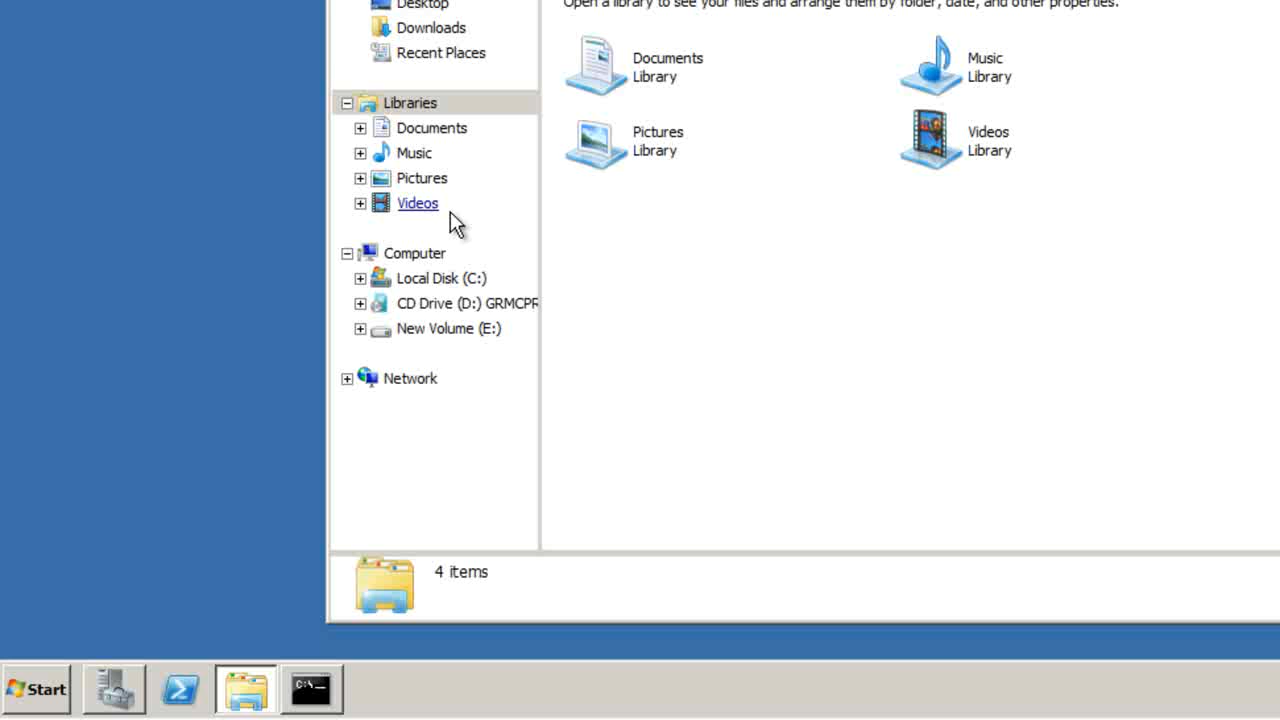 Desktop
Open a library to see your files and arrange them by folder, date, and other properties.
Downloads
Recent Places
Libraries
Documents
Music
Pictures
Videos
Computer
Local Disk (C:)
CD Drive (D:) GRMCPR
New Volume (E:)
Network
Documents
Library
Music
Library
Pictures
Library
Videos
Library
4 items
Start
C:\